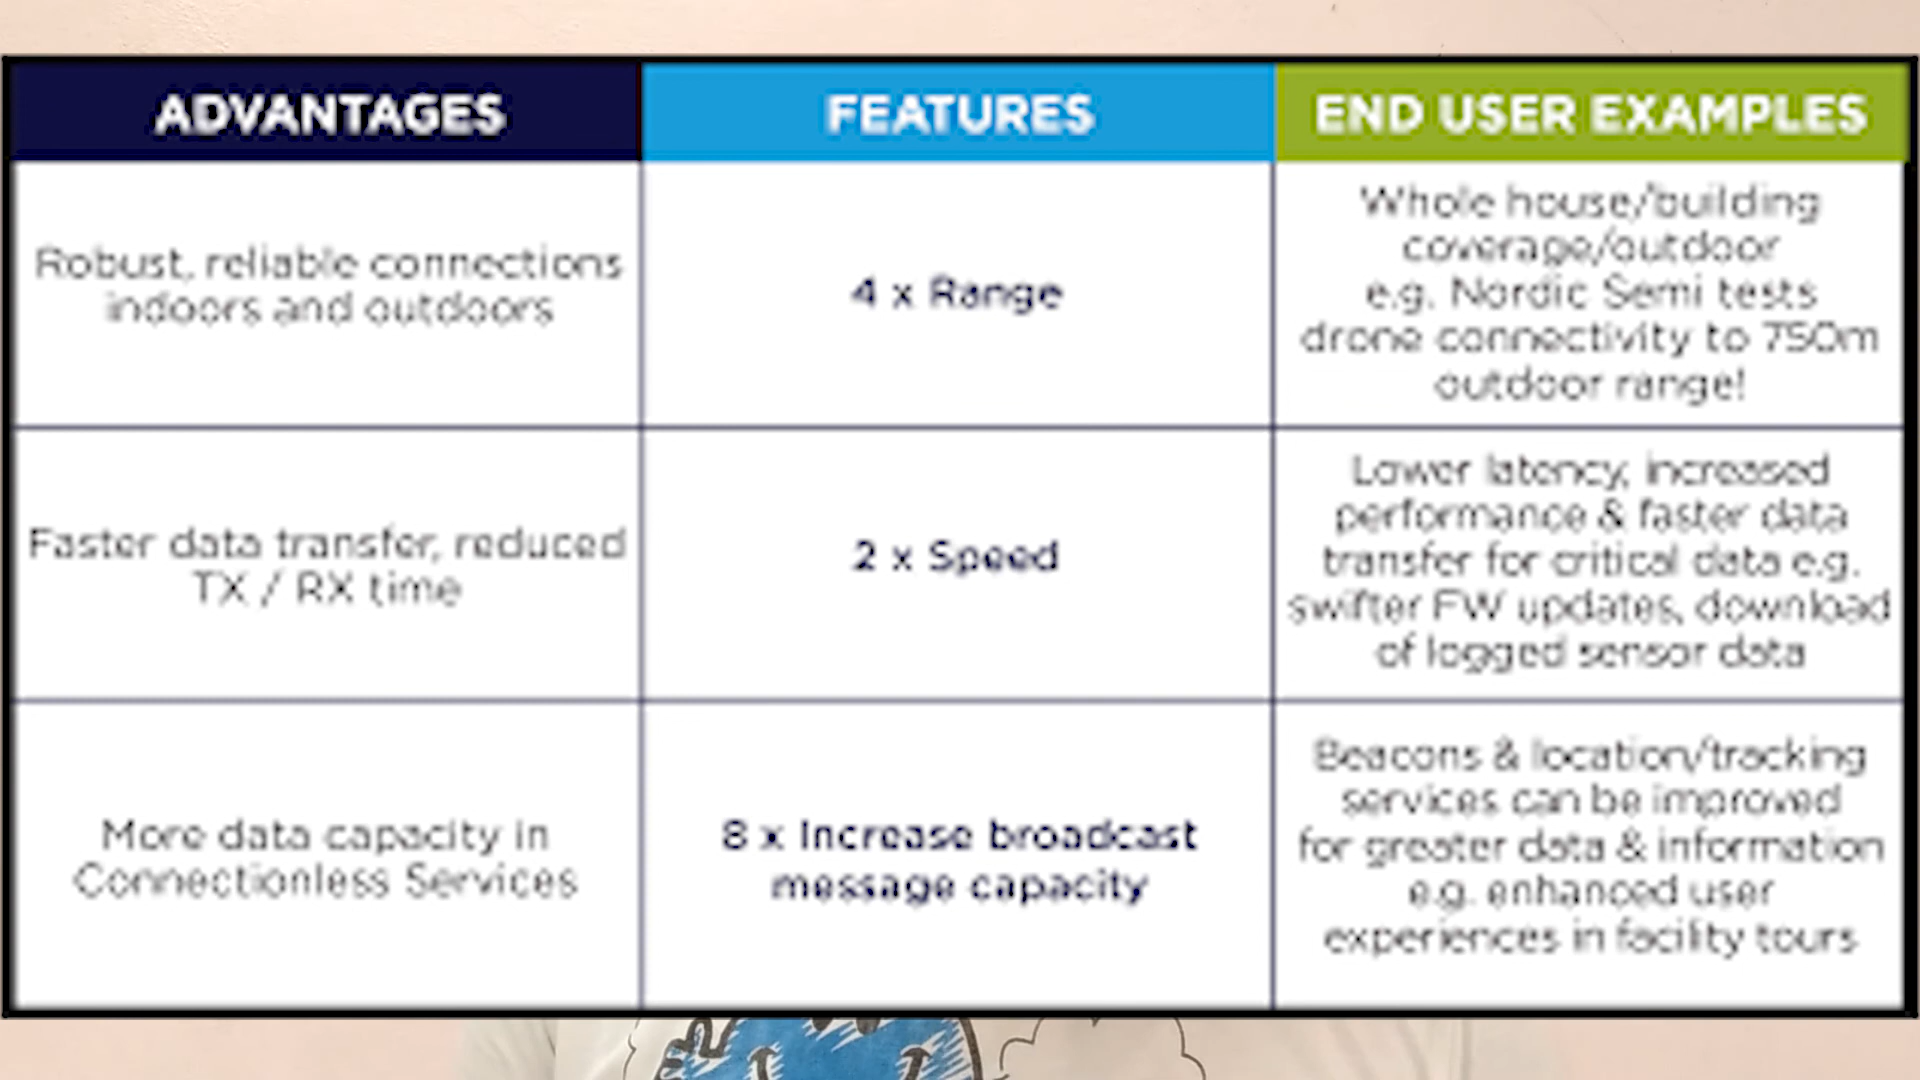 ADVANTAGES
FEATURES
END USER EXAMPLES
Robust, reliable connections
indoors and outdoors
4 x Range
Whole house/building
coverage/outdoor
e.g. Nordic Semi tests
drone connectivity to 750m
outdoor range!
Faster data transfer, reduced
TX / RX time
2 x Speed
Lower latency, increased
performance & faster data
transfer for critical data e.g.
swifter FW updates, download
of logged sensor data
More data capacity in
Connectionless Services
8 x Increase broadcast
message capacity
Beacons & location/tracking
services can be improved
for greater data & information
e.g. enhanced user
experiences in facility tours